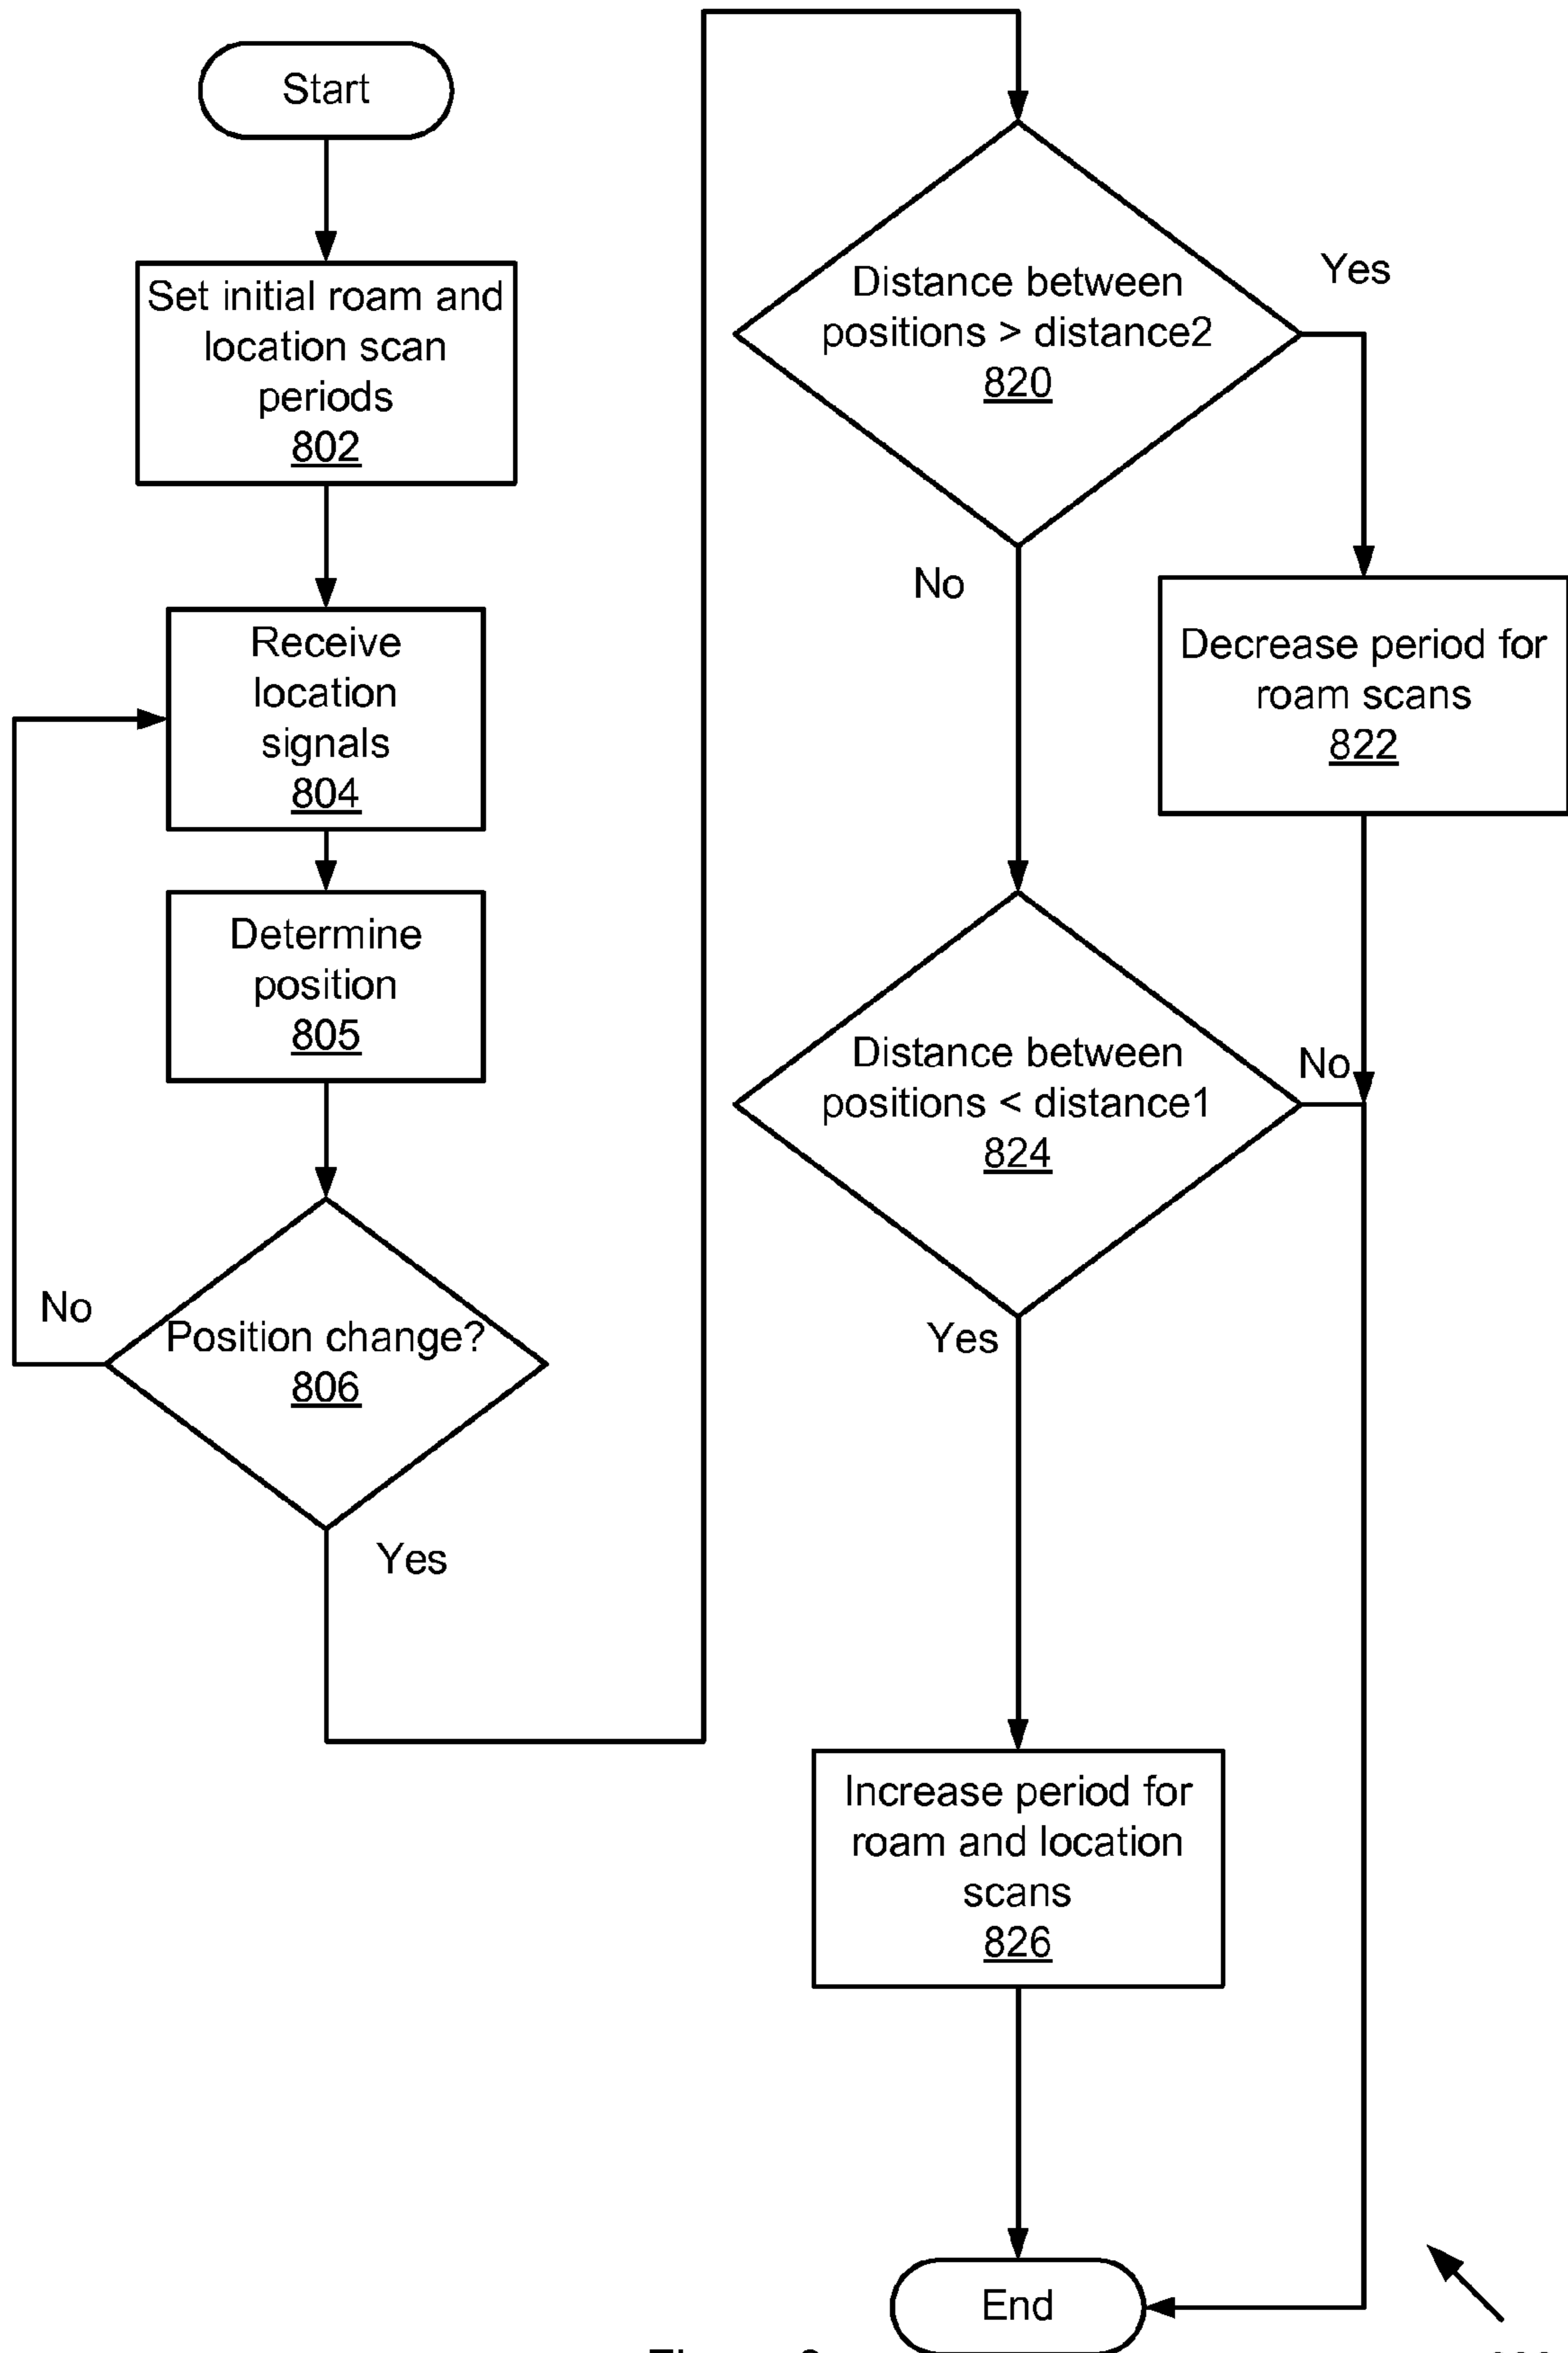 Start
Set initial roam and
location scan
periods
802
Receive
location
signals
804
Determine
position
805
No
Position change?
806
Yes
Distance between
positions > distance2
820
Yes
No
Decrease period for
roam scans
822
Distance between
positions < distance1
824
No
Yes
Increase period for
roam and location
scans
826
End